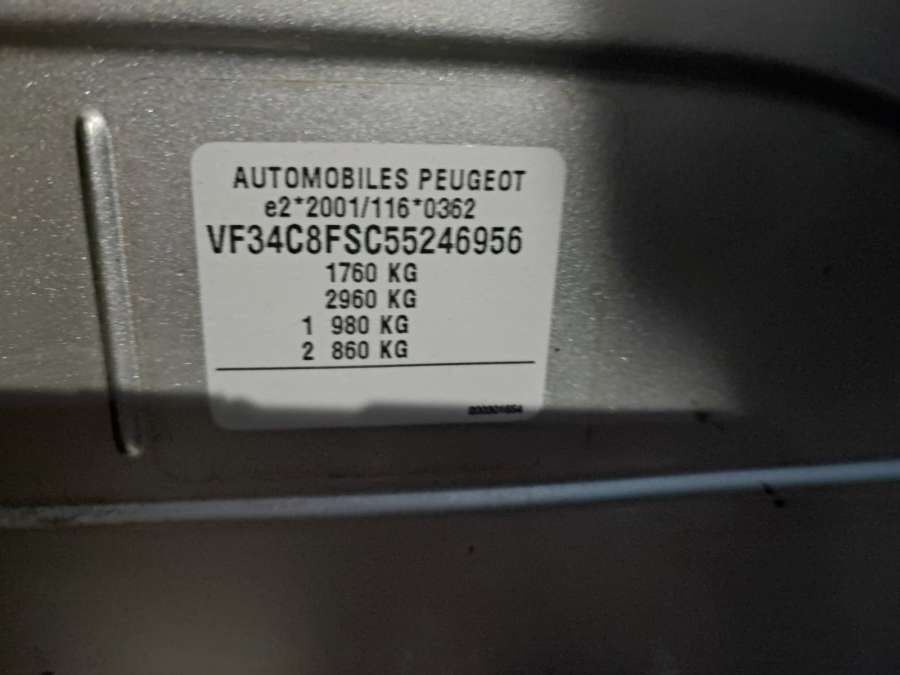 AUTOMOBILES PEUGEOT
e2*2001/116*0362
VF34C8FSC55246956
1760 KG
2960 KG
1 980 KG
2 860 KG